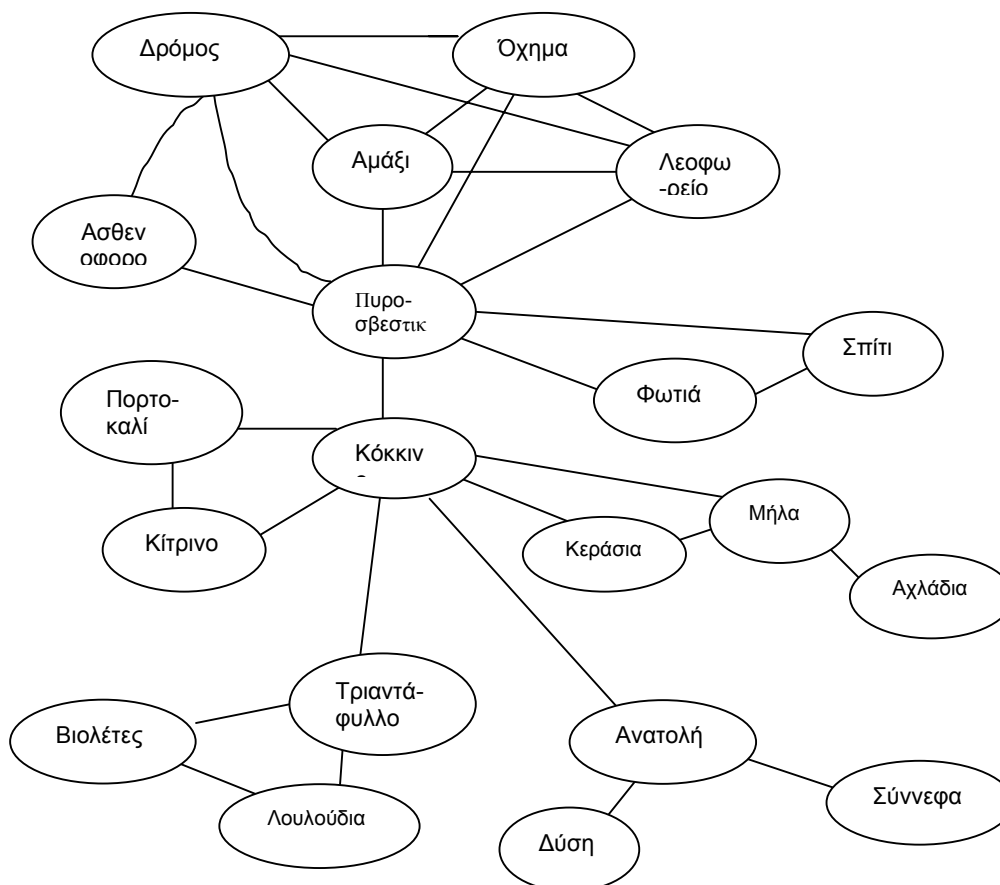 Δρόμος
Όχημα
Αμάξι
Λεοφω
-ρείο
Ασθεν
οφορο
Πυρο-
σβεστικ
Σπίτι
Φωτιά
Πορτο-
καλί
Κόκκιν
Κίτρινο
Μήλα
Κεράσια
Αχλάδια
Τριαντά-
φυλλο
Βιολέτες
Ανατολή
Λουλούδια
Σύννεφα
Δύση